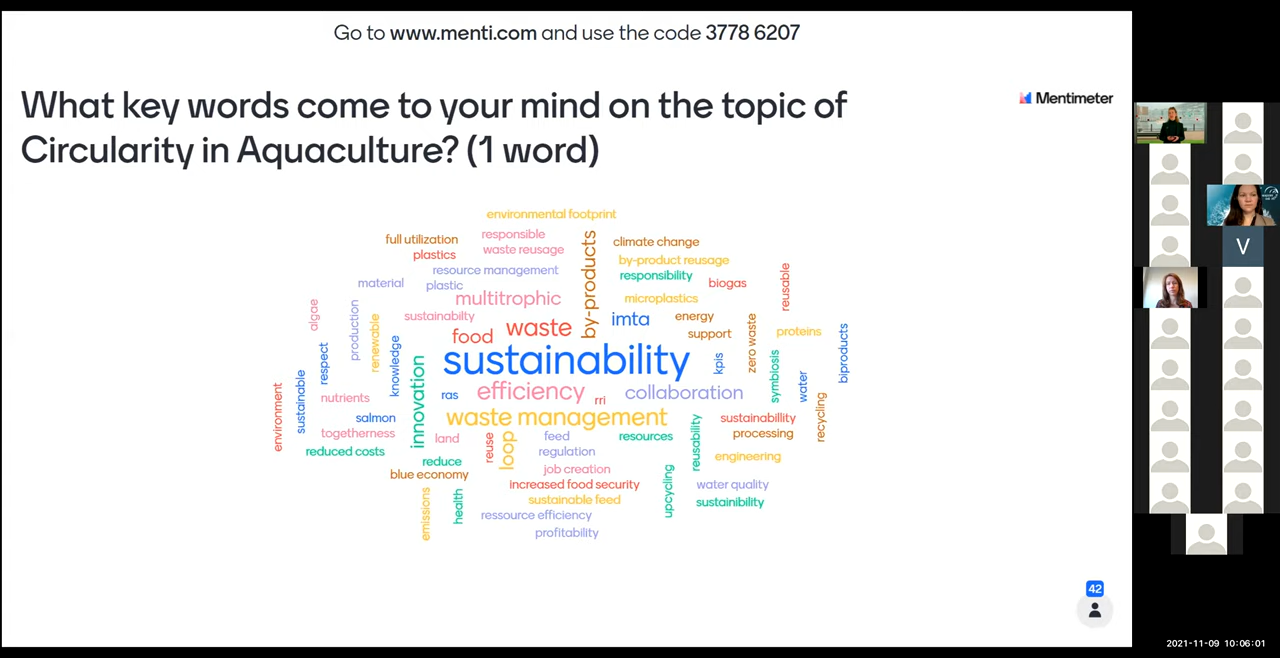 Go to www.menti.com and use the code 3778 6207
What key words come to your mind on the topic of
Circularity in Aquaculture? (1 word)
Mentimeter
environmental footprint
full utilization
responsible
by-products
climate change
plastics
waste reusage
by-product reusage
resource management
responsibility
material
plastic
biogas
reusable
multitrophic
microplastics
algae
production
renewable
sustainabilty
imta
energy
food
waste
support
zero waste
proteins
biproducts
respect
knowledge
sustainability
kpis
symbiosis
water
environment
sustainable
innovation
ras
efficiency
rri
collaboration
recycling
nutrients
salmon
waste management
sustainabillity
togetherness
land
reuse
loop
feed
resources
reusability
processing
reduced costs
regulation
engineering
reduce
blue economy
job creation
upcycling
increased food security
water quality
emissions
health
sustainable feed
sustainibility
ressource efficiency
profitability
V
42
2021-11-09 10:06:01